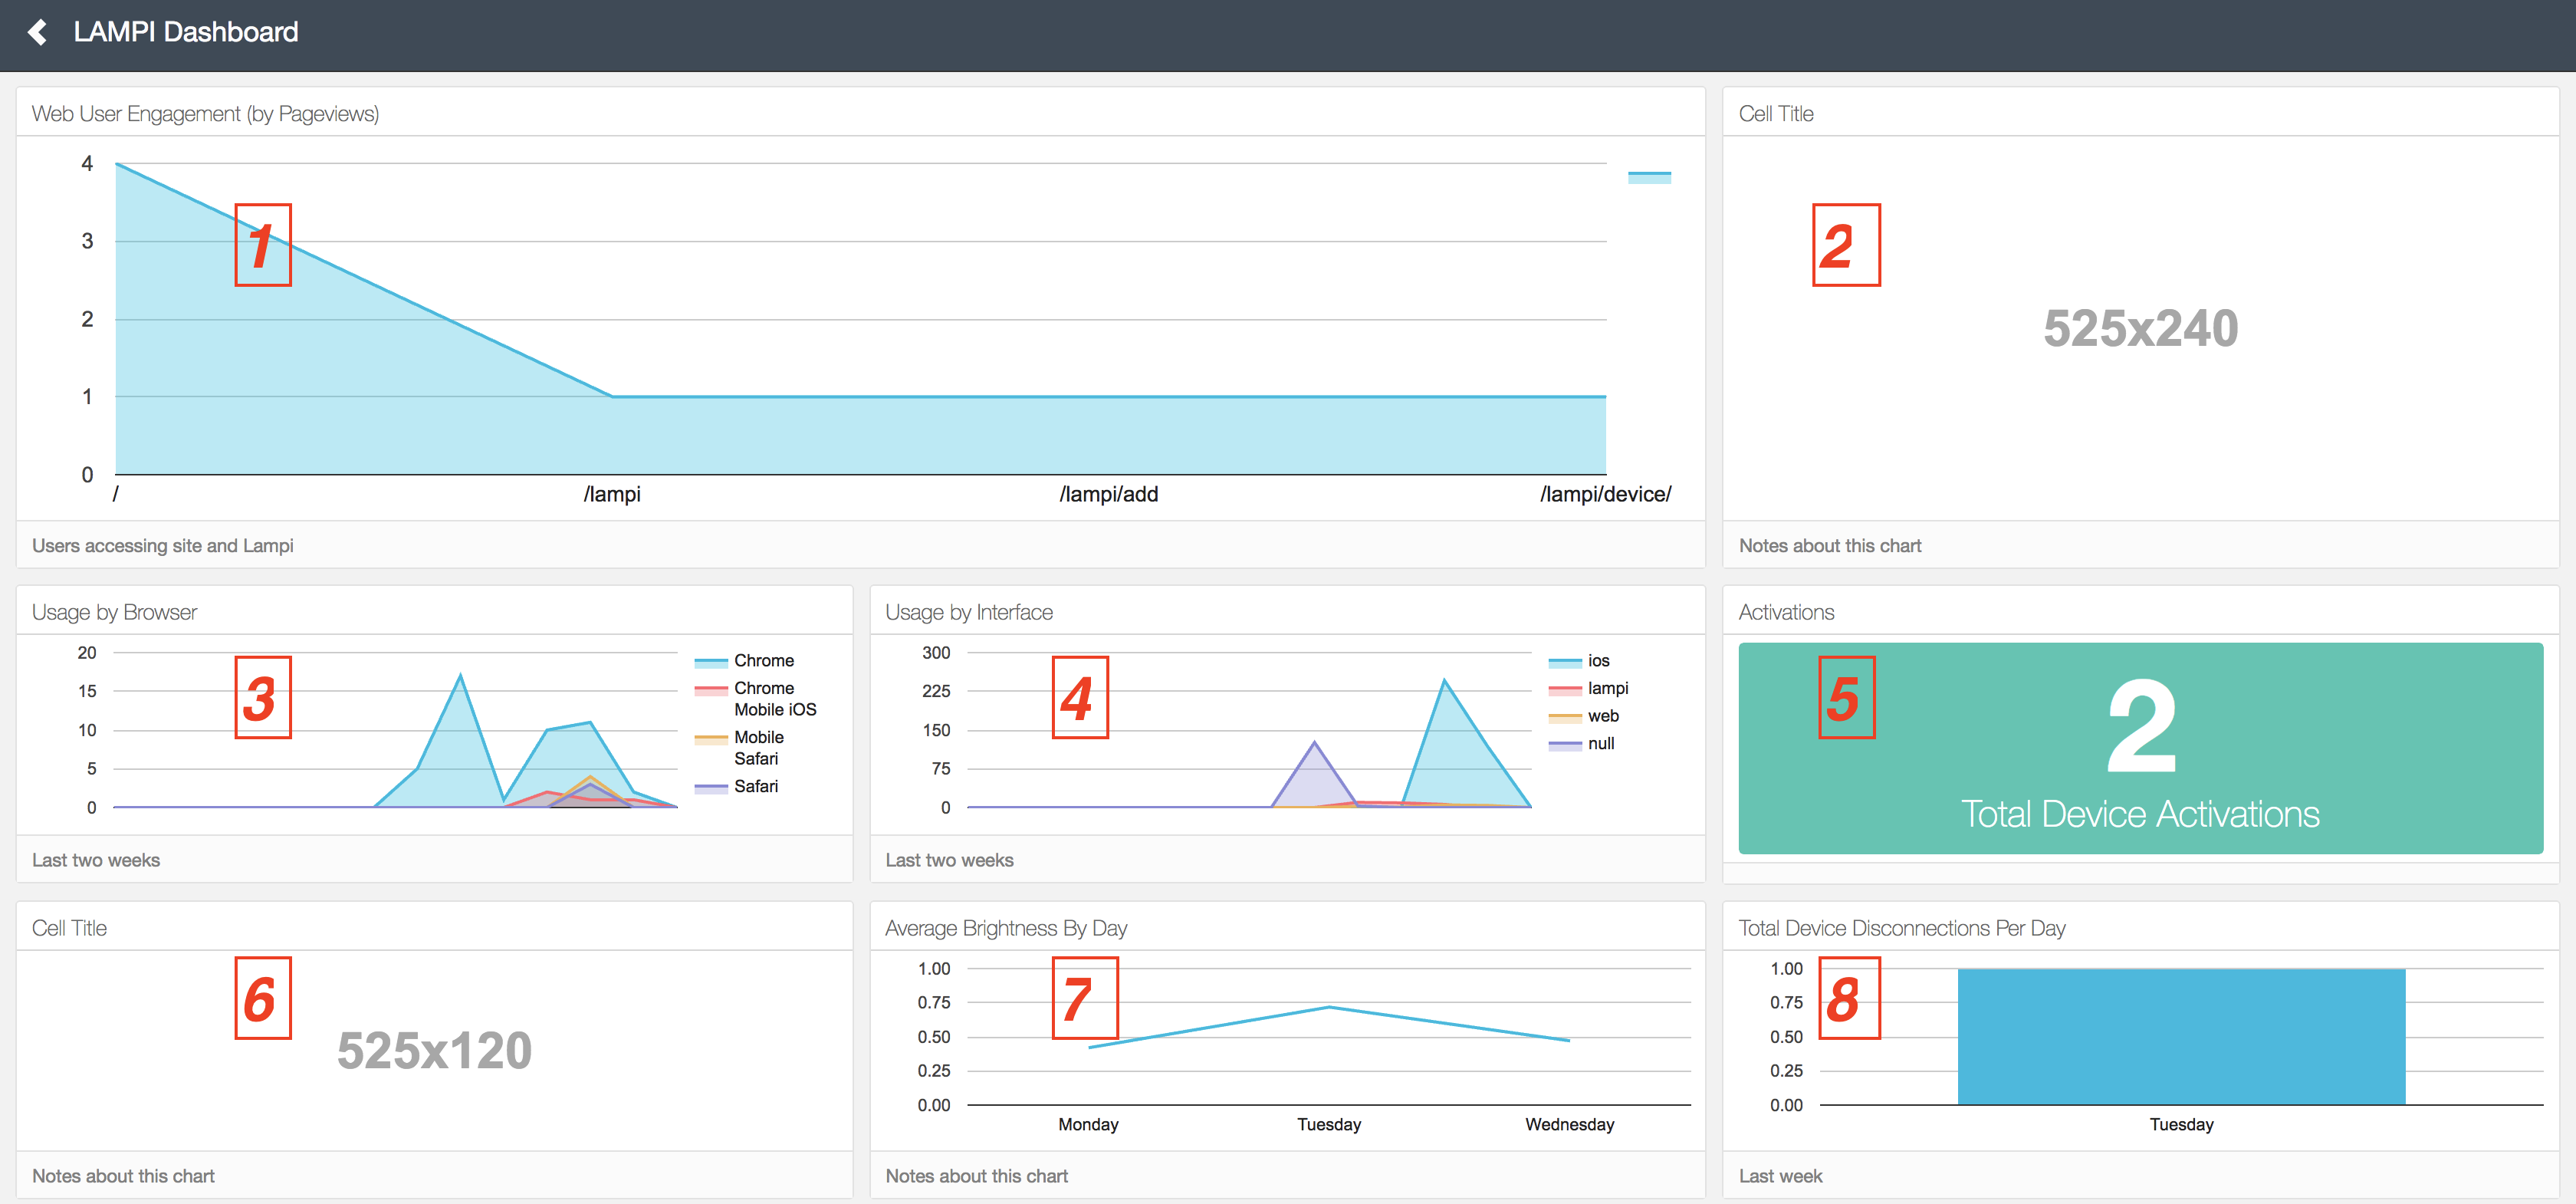 LAMPI Dashboard
Web User Engagement (by Pageviews)
4
3
2
1
0
1
/
/lampi
/lampi/add
/lampi/device/
Users accessing site and Lampi
Cell Title
2
525x240
Notes about this chart
Usage by Browser
20
15
10
5
0
3
Chrome
Chrome
Mobile iOS
Mobile
Safari
Safari
Last two weeks
Usage by Interface
300
225
150
75
0
4
ios
lampi
web
null
Last two weeks
Activations
5
2
Total Device Activations
Cell Title
6
525x120
Notes about this chart
Average Brightness By Day
1.00
0.75
0.50
0.25
0.00
7
Monday
Tuesday
Wednesday
Notes about this chart
Total Device Disconnections Per Day
1.00
0.75
0.50
0.25
0.00
8
Tuesday
Last week